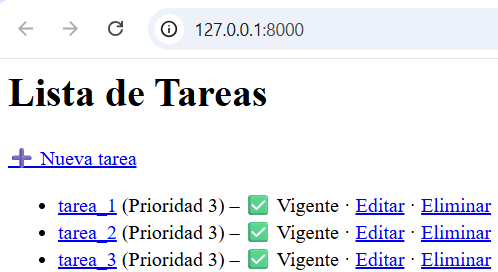 127.0.0.1:8000
Lista de Tareas
➕ Nueva tarea
• tarea_1 (Prioridad 3) – ✅ Vigente · Editar · Eliminar
• tarea_2 (Prioridad 3) – ✅ Vigente · Editar · Eliminar
• tarea_3 (Prioridad 3) – ✅ Vigente · Editar · Eliminar